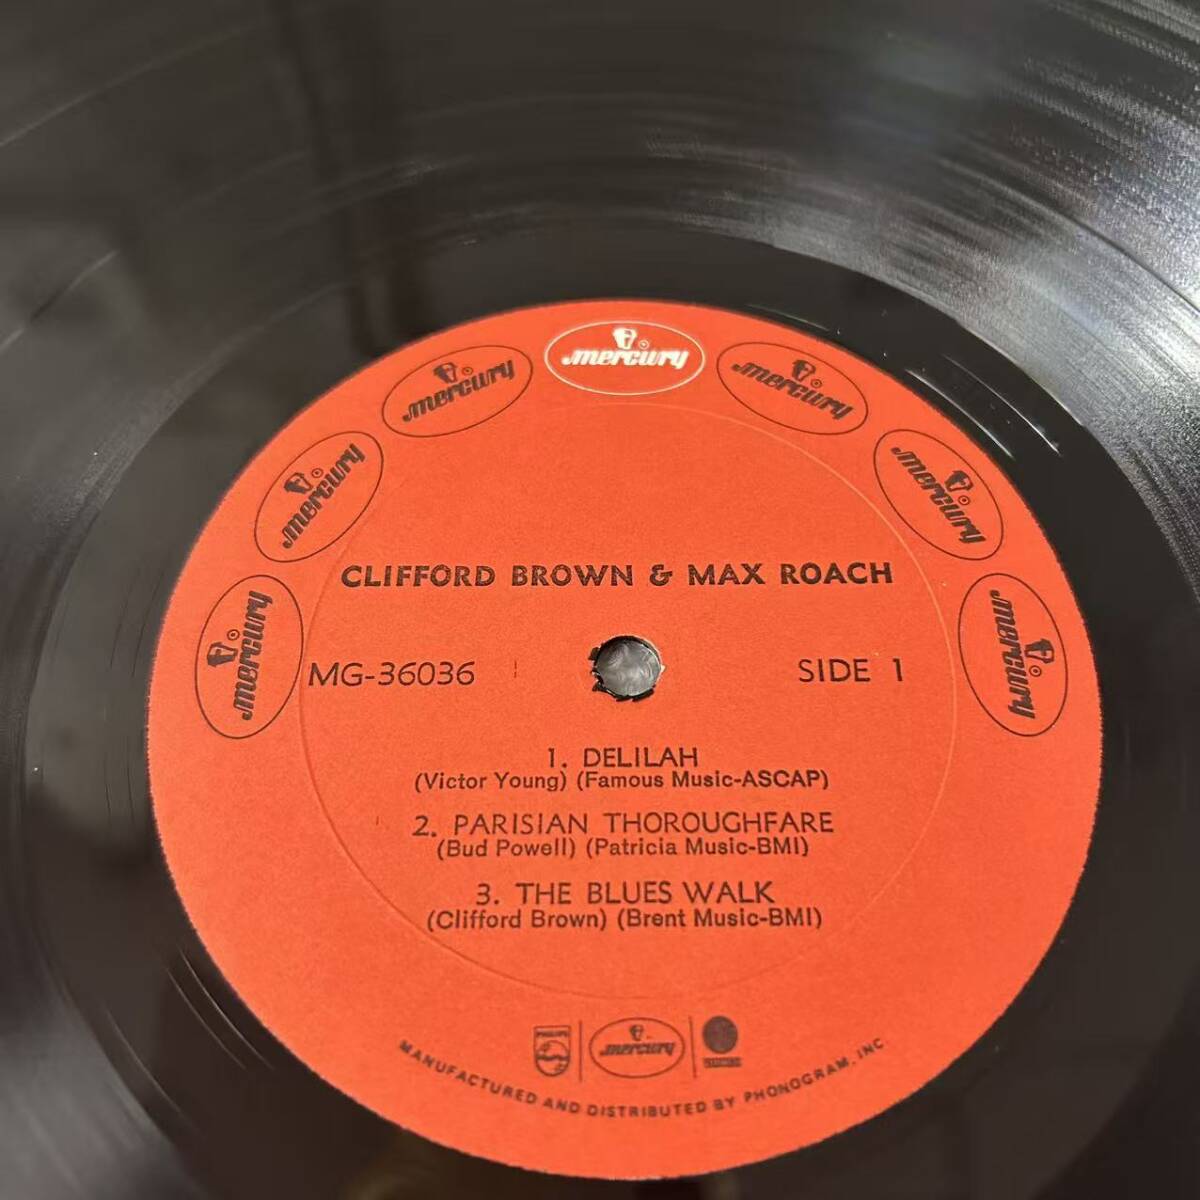 mercury
mercury
mercury
mercury
mercury
mercury
mercury
CLIFFORD BROWN & MAX ROACH
MG-36036
SIDE 1
1. DELILAH
(Victor Young) (Famous Music-ASCAP)
2. PARISIAN THOROUGHFARE
(Bud Powell) (Patricia Music-BMI)
3. THE BLUES WALK
(Clifford Brown) (Brent Music-BMI)
PHILIPS
mercury
MANUFACTURED AND DISTRIBUTED BY PHONOGRAM, INC.